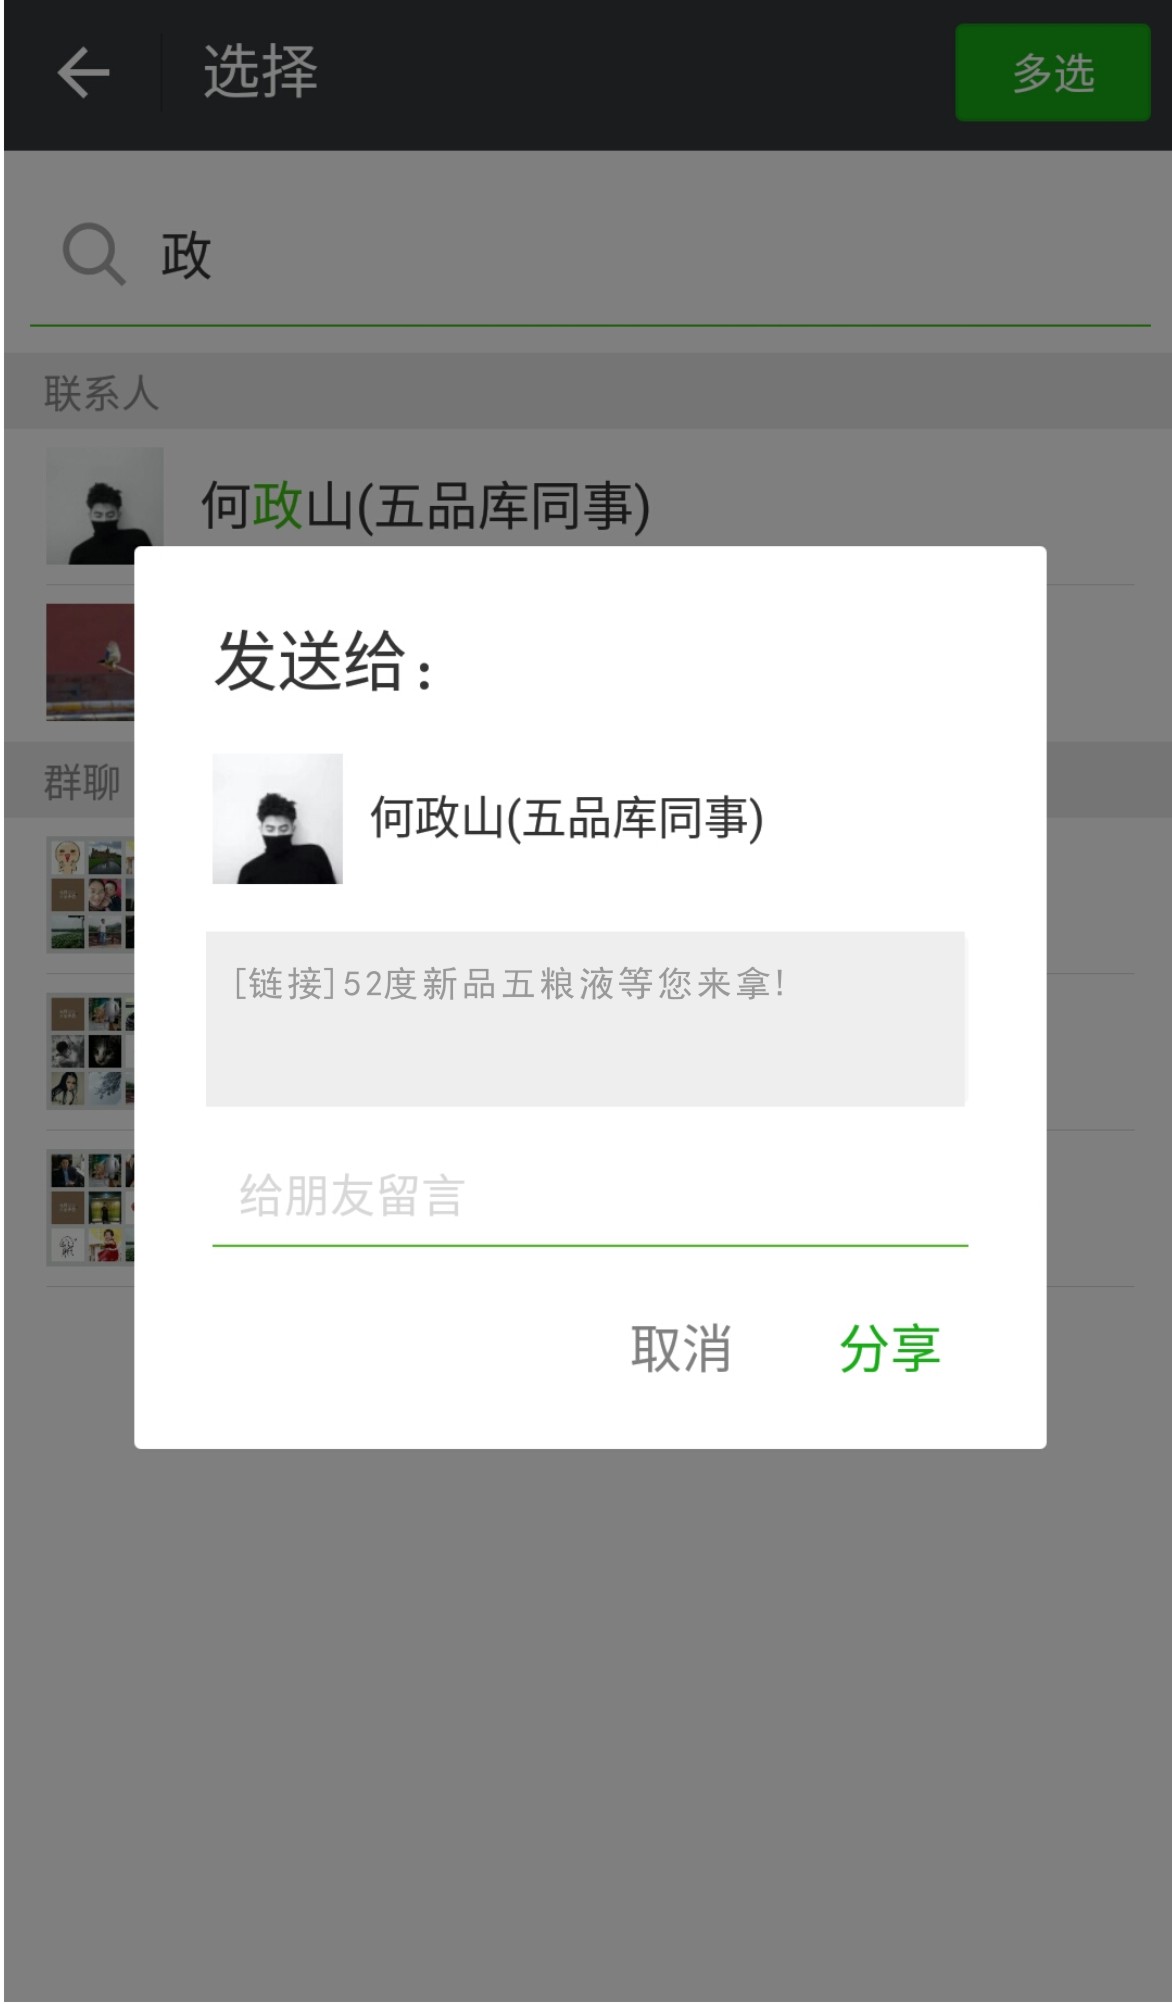 选择
多选
政
联系人
何政山(五品库同事)
发送给：
何政山(五品库同事)
群聊
[链接]52度新品五粮液等您来拿!
给朋友留言
取消
分享